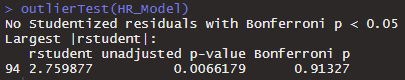 > outlierTest(HR_Model)
No Studentized residuals with Bonferroni p < 0.05
Largest |rstudent|:
   rstudent unadjusted p-value Bonferroni p
94 2.759877          0.0066179      0.91327